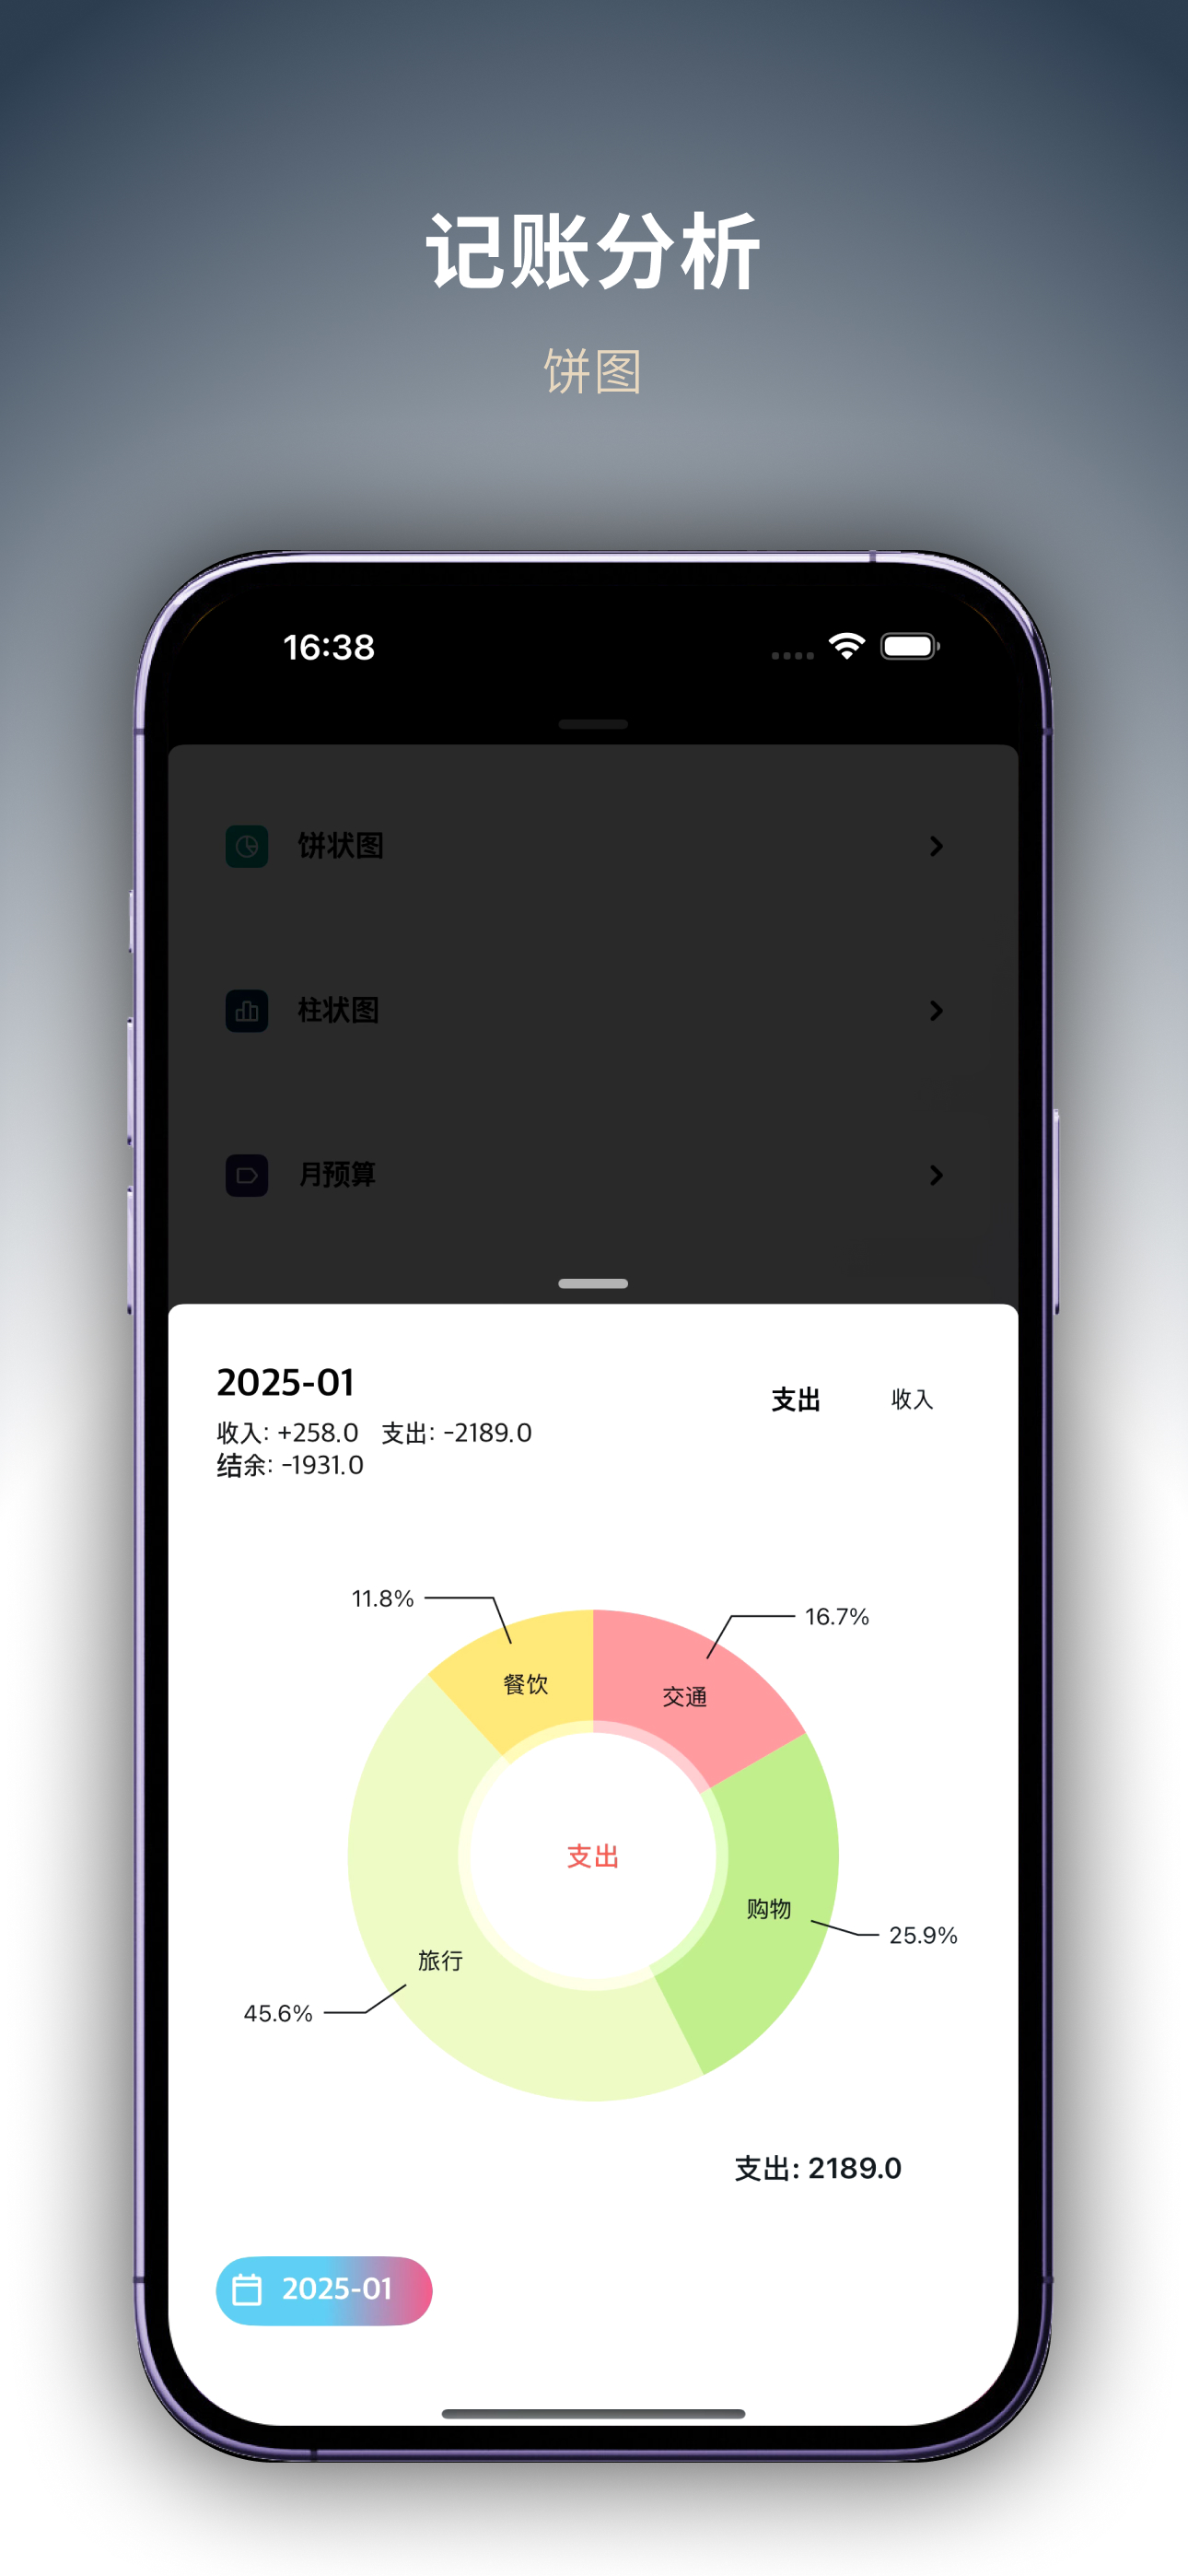 记账分析
饼图
16:38
饼状图
柱状图
月预算
2025-01
支出 收入
收入: +258.0 支出: -2189.0
结余: -1931.0
11.8%
16.7%
餐饮
交通
支出
购物
25.9%
旅行
45.6%
支出: 2189.0
2025-01